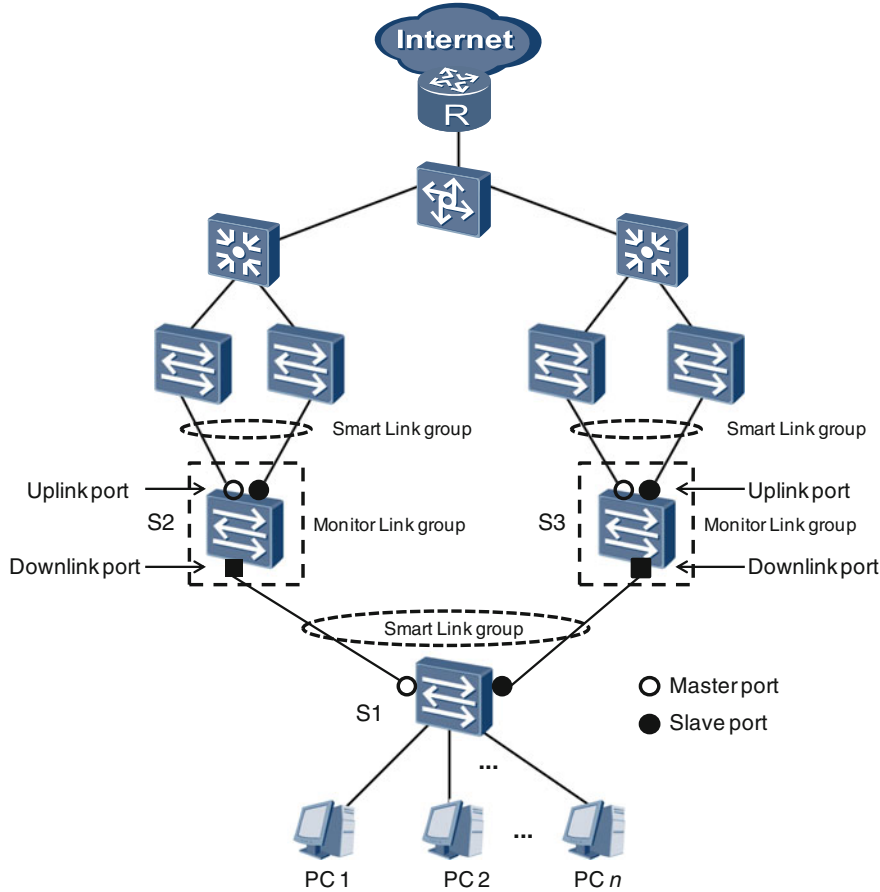 Internet
R
Smart Link group
Smart Link group
Uplink port
Uplink port
S2
Monitor Link group
S3
Monitor Link group
Downlink port
Downlink port
Smart Link group
Master port
S1
Slave port
...
...
PC 1
PC 2
PC n